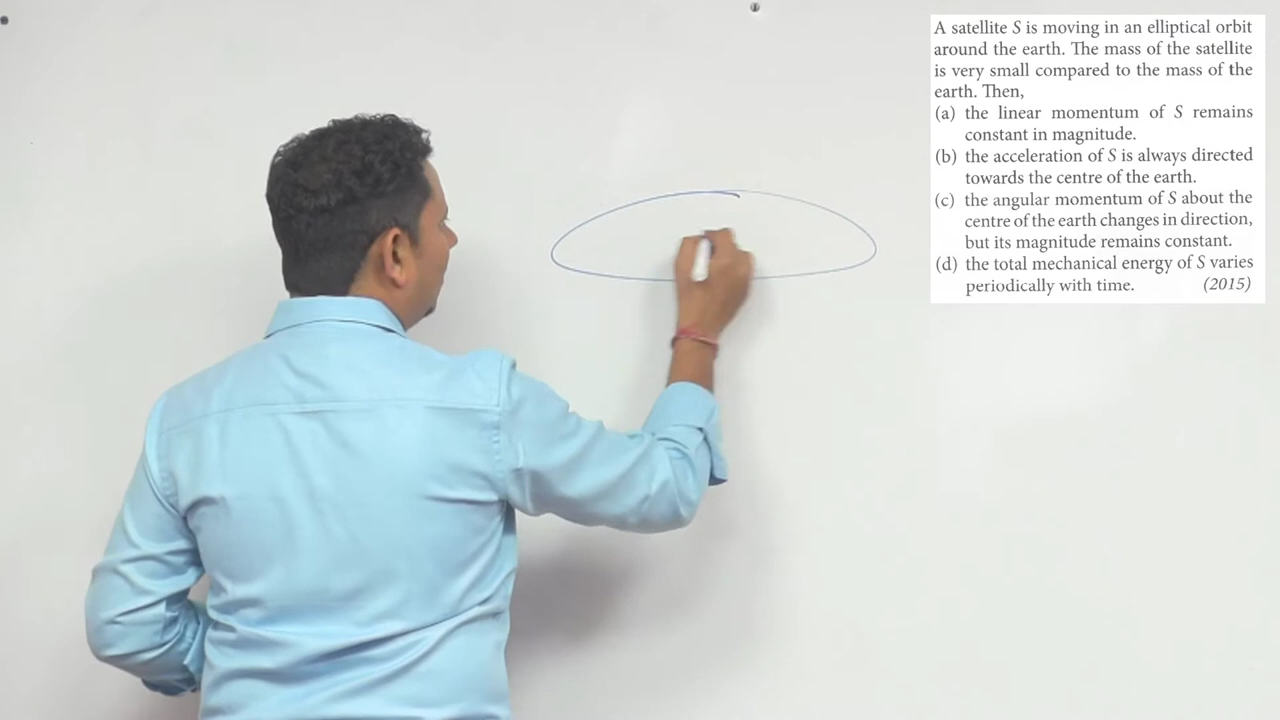 A satellite S is moving in an elliptical orbit
around the earth. The mass of the satellite
is very small compared to the mass of the
earth. Then,
(a) the linear momentum of S remains
constant in magnitude.
(b) the acceleration of S is always directed
towards the centre of the earth.
(c) the angular momentum of S about the
centre of the earth changes in direction,
but its magnitude remains constant.
(d) the total mechanical energy of S varies
periodically with time. (2015)